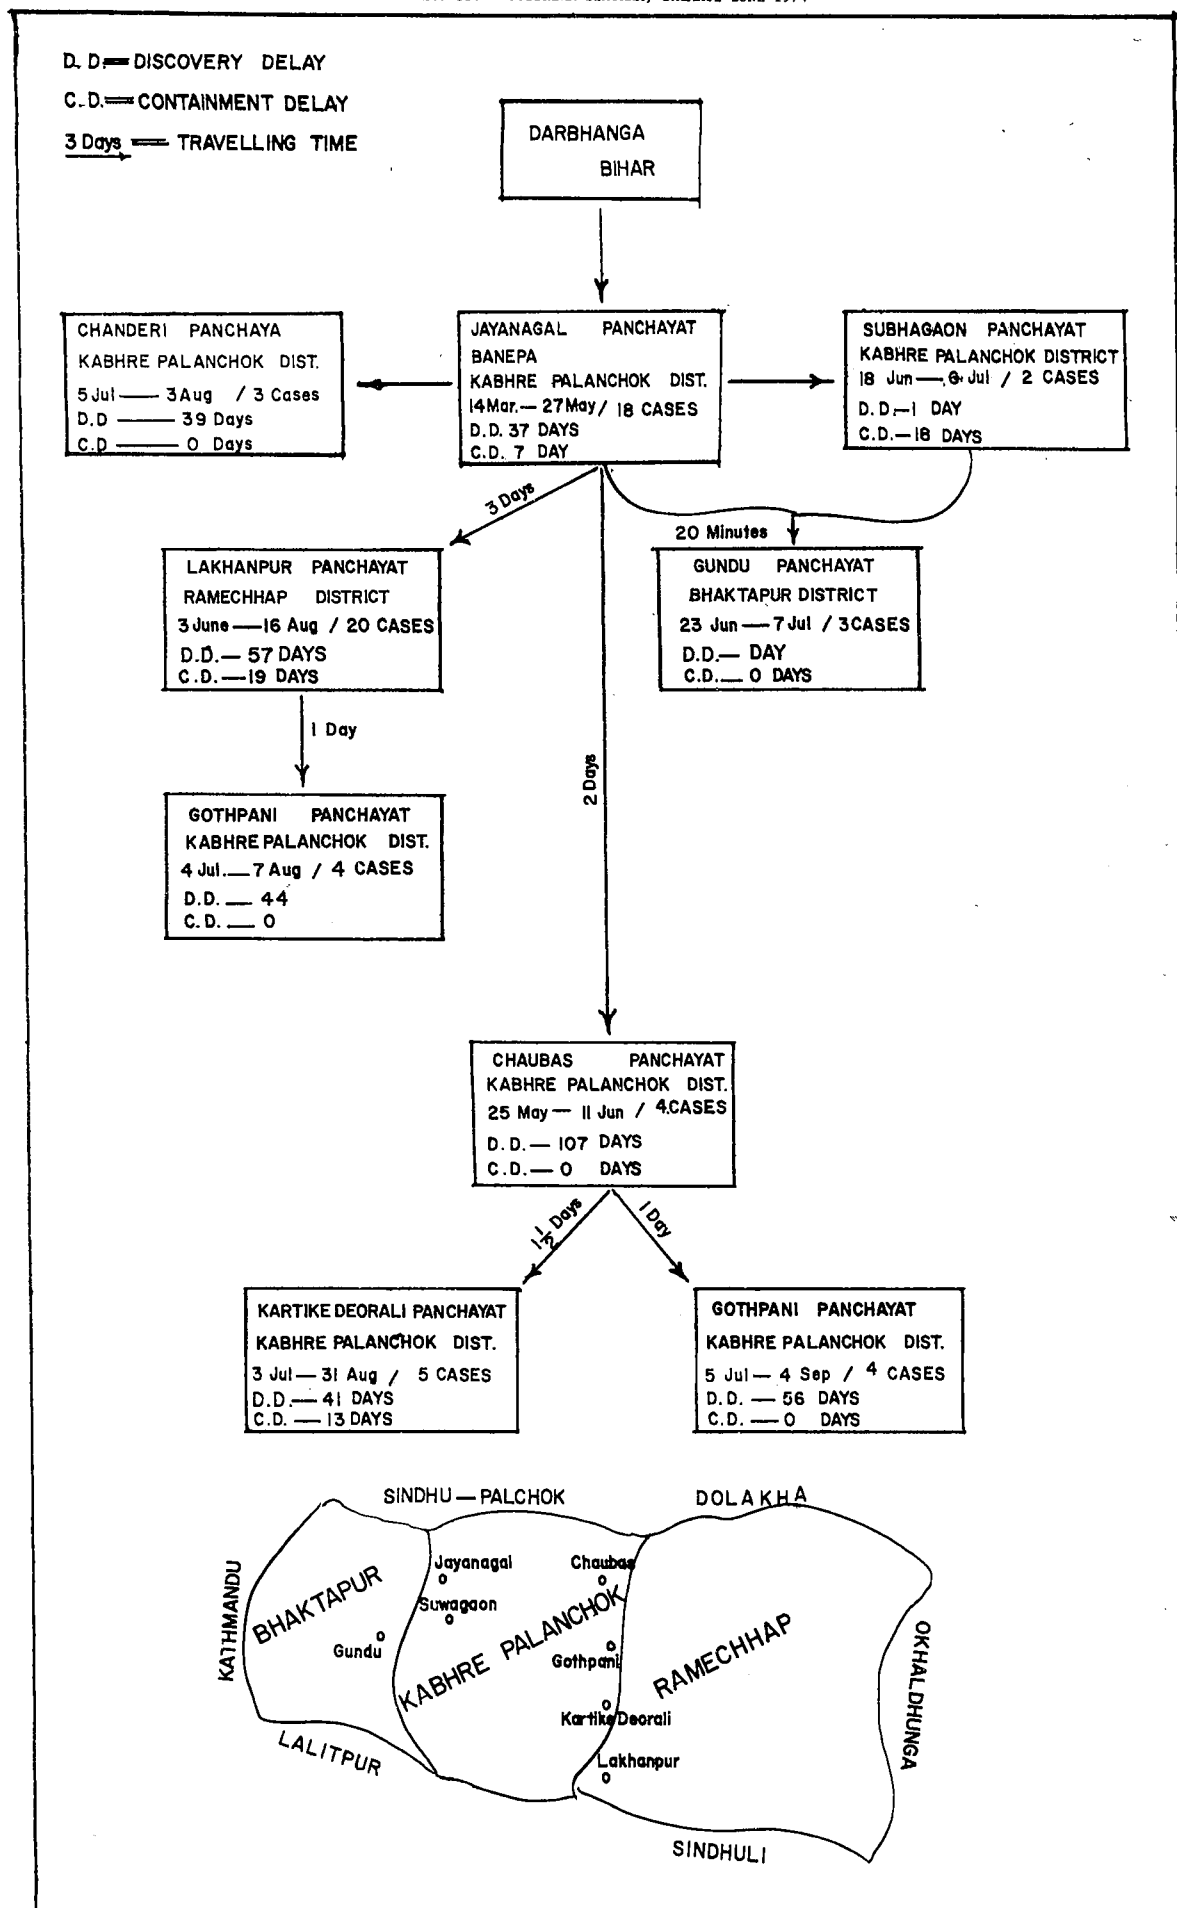 D. D. = DISCOVERY DELAY
C. D. = CONTAINMENT DELAY
3 Days = TRAVELLING TIME
DARBHANGA
BIHAR
CHANDERI PANCHAYA
KABHRE PALANCHOK DIST.
5 Jul — 3 Aug / 3 Cases
D.D — 39 Days
C.D — 0 Days
JAYANAGAL PANCHAYAT
BANEPA
KABHRE PALANCHOK DIST.
14 Mar. — 27 May / 18 CASES
D.D. 37 DAYS
C.D. 7 DAY
SUBHAGAON PANCHAYAT
KABHRE PALANCHOK DISTRICT
18 Jun — Jul / 2 CASES
D.D. — 1 DAY
C.D. — 18 DAYS
3 Days
20 Minutes
LAKHANPUR PANCHAYAT
RAMECHHAP DISTRICT
3 June — 16 Aug / 20 CASES
D.D. — 57 DAYS
C.D. — 19 DAYS
GUNDU PANCHAYAT
BHAKTAPUR DISTRICT
23 Jun — 7 Jul / 3 CASES
D.D. — DAY
C.D. — 0 DAYS
1 Day
2 Days
GOTHPANI PANCHAYAT
KABHRE PALANCHOK DIST.
4 Jul. — 7 Aug / 4 CASES
D.D. — 44
C.D. — 0
CHAUBAS PANCHAYAT
KABHRE PALANCHOK DIST.
25 May — 11 Jun / 4 CASES
D.D. — 107 DAYS
C.D. — 0 DAYS
1 1/2 Days
1 Day
KARTIKE DEORALI PANCHAYAT
KABHRE PALANCHOK DIST.
3 Jul — 31 Aug / 5 CASES
D.D. — 41 DAYS
C.D. — 13 DAYS
GOTHPANI PANCHAYAT
KABHRE PALANCHOK DIST.
5 Jul — 4 Sep / 4 CASES
D.D. — 56 DAYS
C.D. — 0 DAYS
SINDHU — PALCHOK
DOLAKHA
KATHMANDU
BHAKTAPUR
Jayanagal
Chaubas
Suwagaon
Gundu
KABHRE PALANCHOK
Gothpani
RAMECHHAP
OKHALDHUNGA
Kartike Deorali
Lakhanpur
LALITPUR
SINDHULI